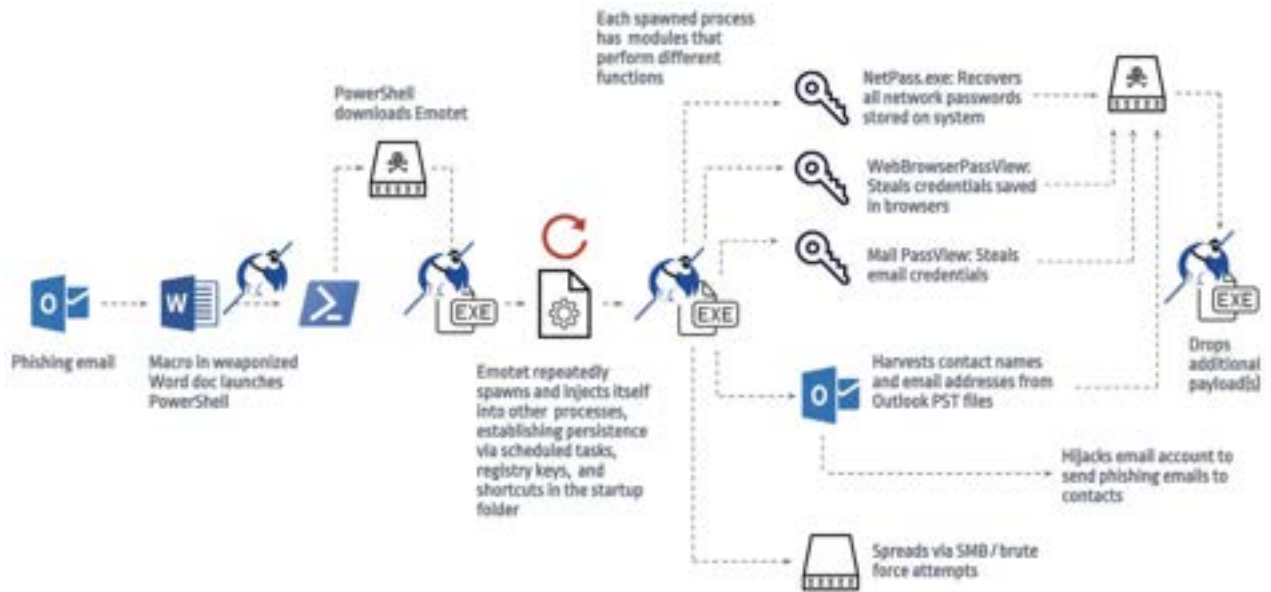 Each spawned process
has modules that
perform different
functions
PowerShell
downloads Emotet
NetPass.exe: Recovers
all network passwords
stored on system
WebBrowserPassView:
Steals credentials saved
in browsers
Mail PassView: Steals
email credentials
O
W
EXE
EXE
EXE
Phishing email
Macro in weaponized
Word doc launches
PowerShell
Emotet repeatedly
spawns and injects itself
into other processes,
establishing persistence
via scheduled tasks,
registry keys, and
shortcuts in the startup
folder
Drops
additional
payload(s)
O
Harvests contact names
and email addresses from
Outlook PST files
Hijacks email account to
send phishing emails to
contacts
Spreads via SMB / brute
force attempts